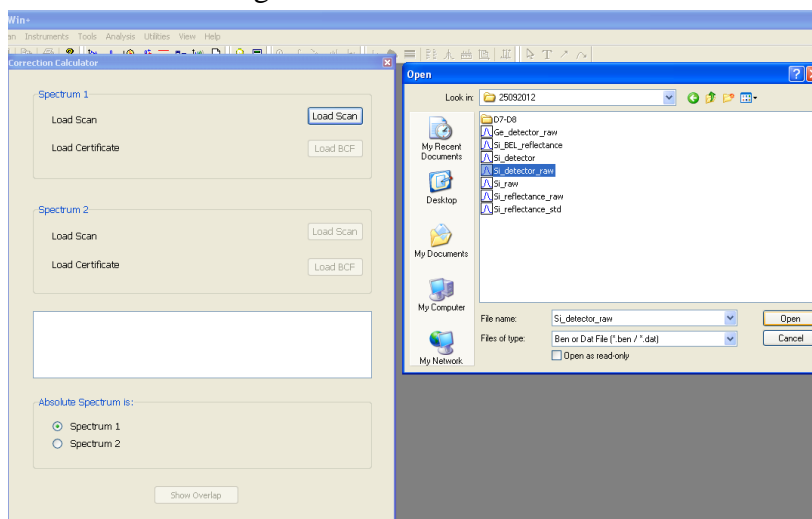 Win+
an Instruments Tools Analysis Utilities View Help
Correction Calculator
Spectrum 1
Load Scan
Load Scan
Load Certificate
Load BCF
Spectrum 2
Load Scan
Load Scan
Load Certificate
Load BCF
Absolute Spectrum is:
Spectrum 1
Spectrum 2
Show Overlap
Open
Look in:
25092012
My Recent
Documents
Desktop
My Documents
My Computer
My Network
D7-D8
Ge_detector_raw
Si_BEL_reflectance
Si_detector
Si_detector_raw
Si_raw
Si_reflectance_raw
Si_reflectance_std
File name:
Si_detector_raw
Open
Files of type:
Ben or Dat File (*.ben / *.dat)
Cancel
Open as read-only